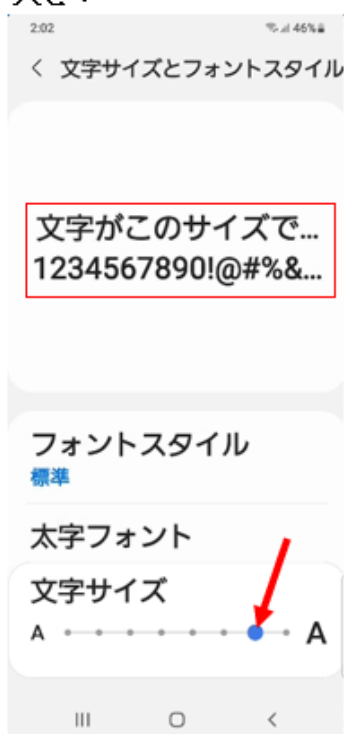 2:02 46%
文字サイズとフォントスタイル
文字がこのサイズで...
1234567890!@#%&...
フォントスタイル
標準
太字フォント
文字サイズ
A A